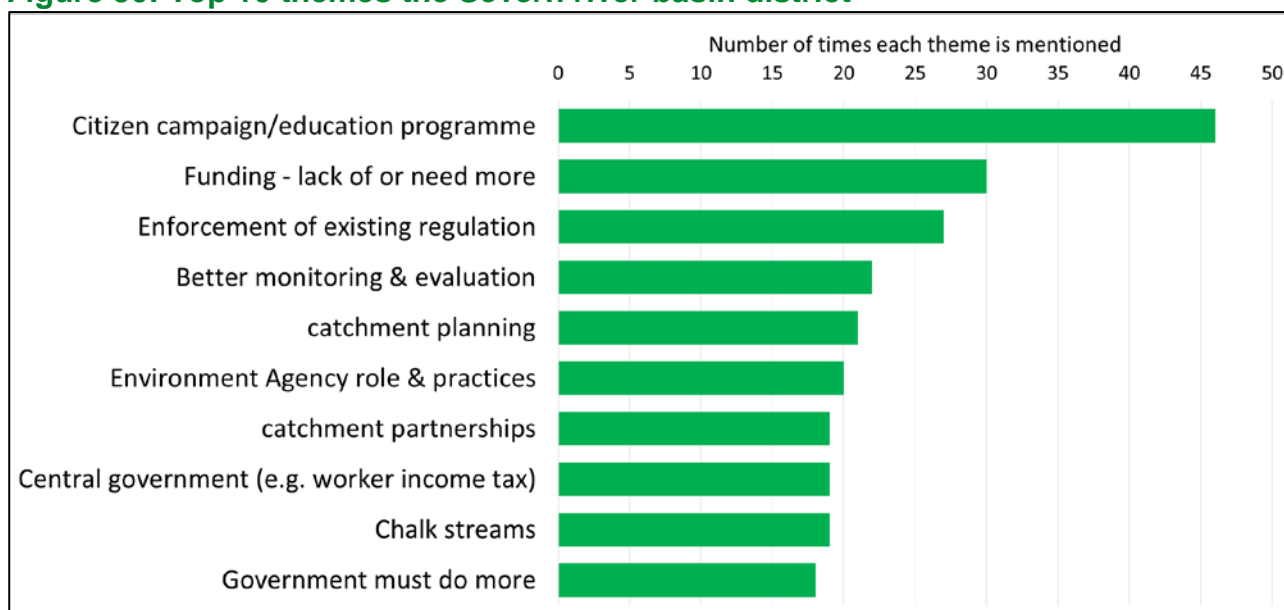 Number of times each theme is mentioned
0 5 10 15 20 25 30 35 40 45 50
Citizen campaign/education programme
Funding - lack of or need more
Enforcement of existing regulation
Better monitoring & evaluation
catchment planning
Environment Agency role & practices
catchment partnerships
Central government (e.g. worker income tax)
Chalk streams
Government must do more